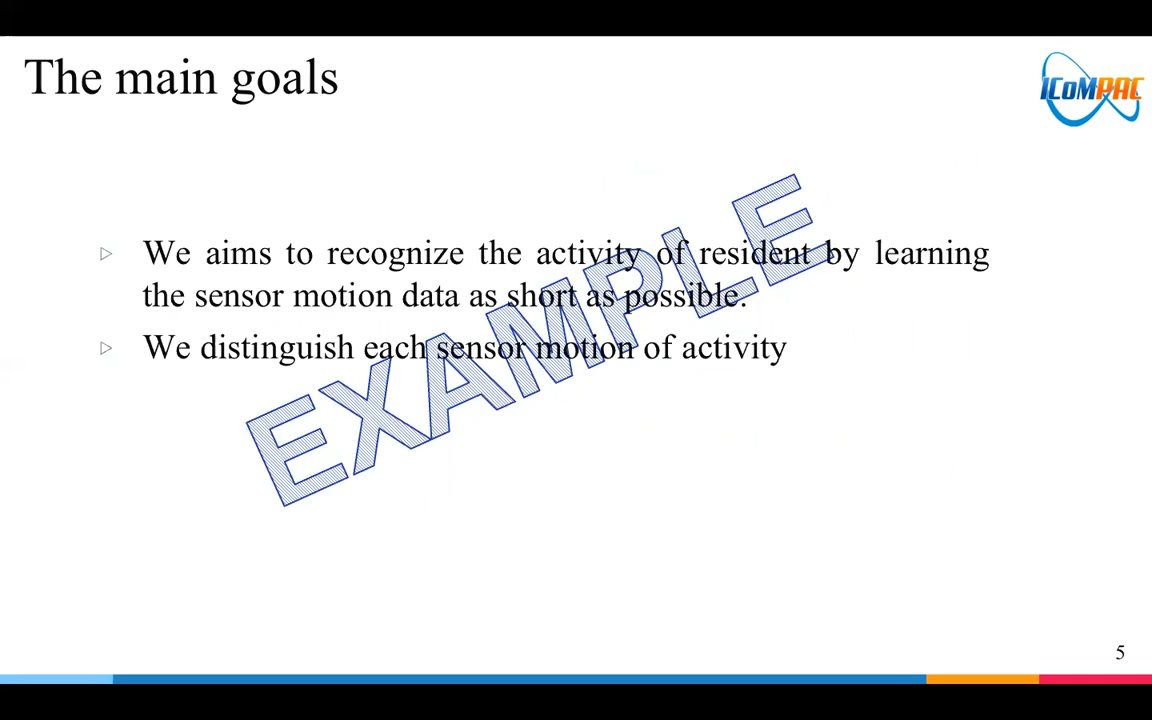 The main goals
ICoMPAC
We aims to recognize the activity of resident by learning
the sensor motion data as short as possible.
We distinguish each sensor motion of activity
EXAMPLE
5